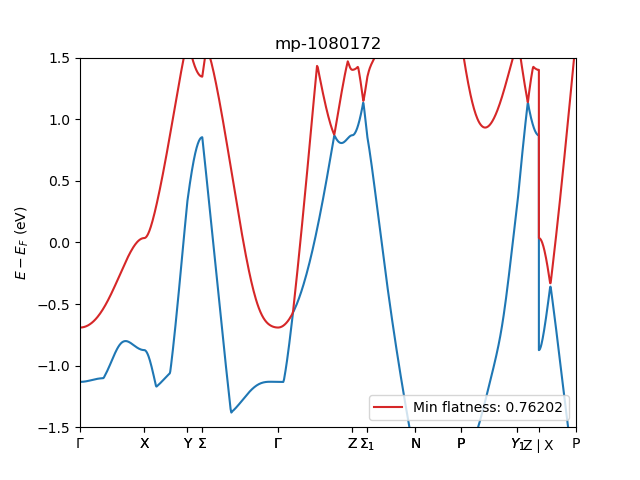 mp-1080172
E − E_F (eV)
1.5
1.0
0.5
0.0
−0.5
−1.0
−1.5
Min flatness: 0.76202
Γ X Y Σ Γ Z Σ₁ N P Y₁ Z | X P